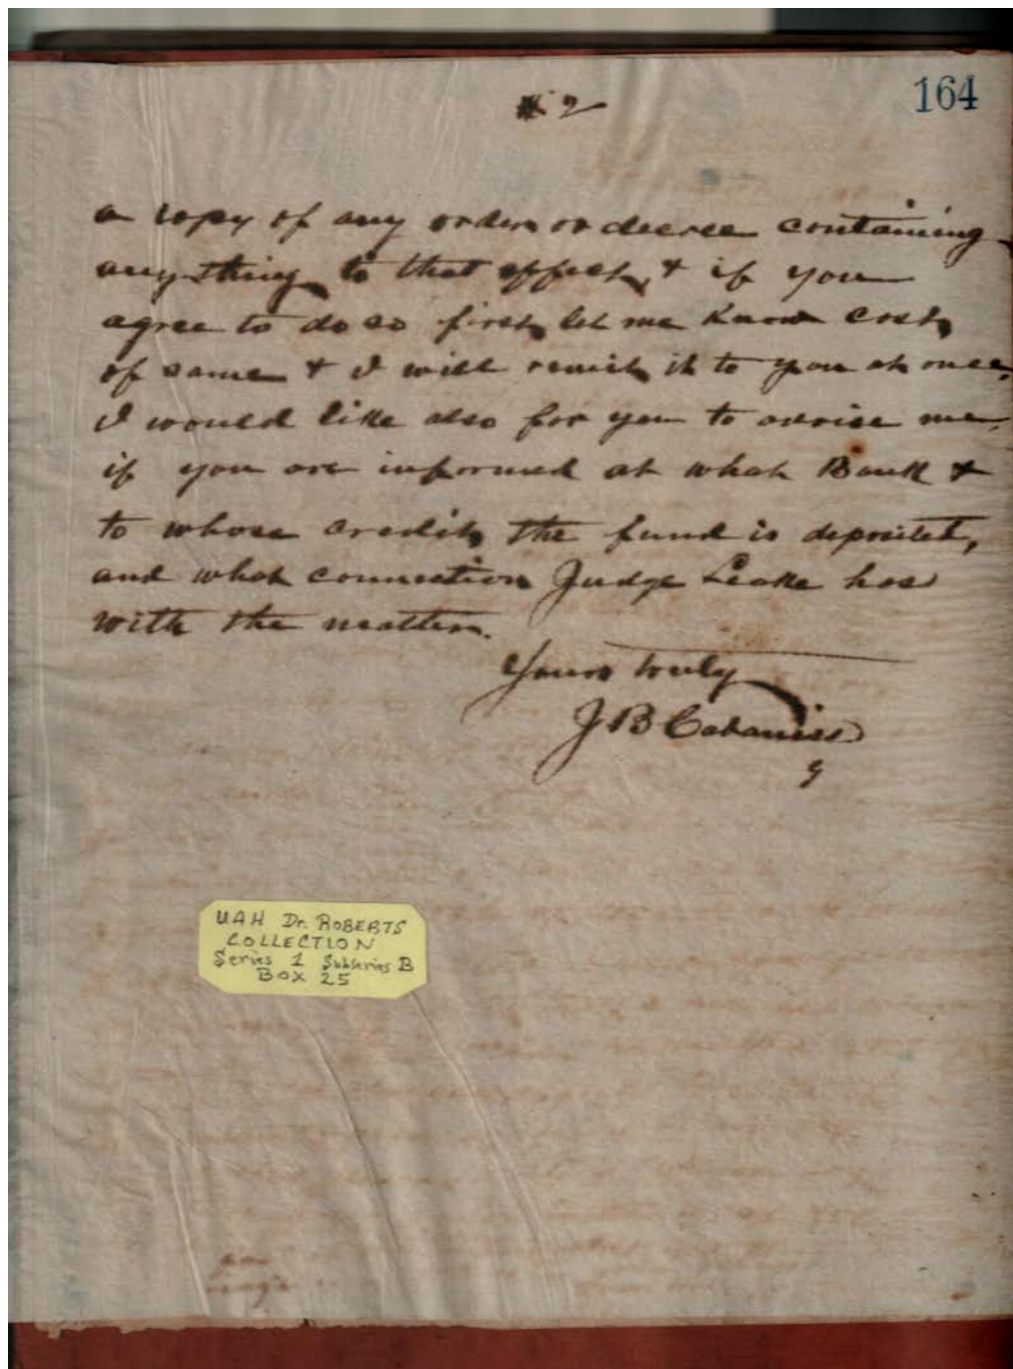 164
2
a copy of any order or decree containing
any thing to that effect, & if you
agree to do so first let me know cost
of same & I will remit it to you at once.
I would like also for you to advise me,
if you are informed at what Bank &
to whose credit the fund is deposited,
and what connection Judge Leake has
with the matter.
Yours truly
J B Cabaniss
UAH Dr. ROBERTS
COLLECTION
Series 1 Subseries B
BOX 25